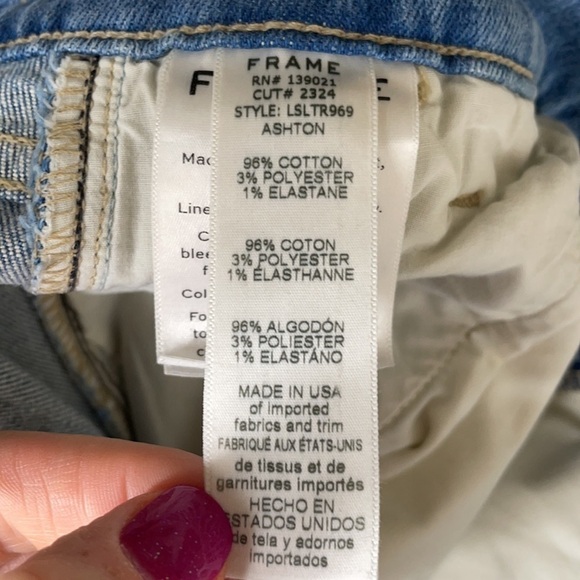 FRAME
RN# 139021
CUT# 2324
STYLE: LSLTR969
ASHTON
96% COTTON
3% POLYESTER
1% ELASTANE
96% COTON
3% POLYESTER
1% ÉLASTHANNE
96% ALGODÓN
3% POLIESTER
1% ELASTÁNO
MADE IN USA
of imported
fabrics and trim
FABRIQUÉ AUX ÉTATS-UNIS
de tissus et de
garnitures importés
HECHO EN
ESTADOS UNIDOS
de tela y adornos
importados